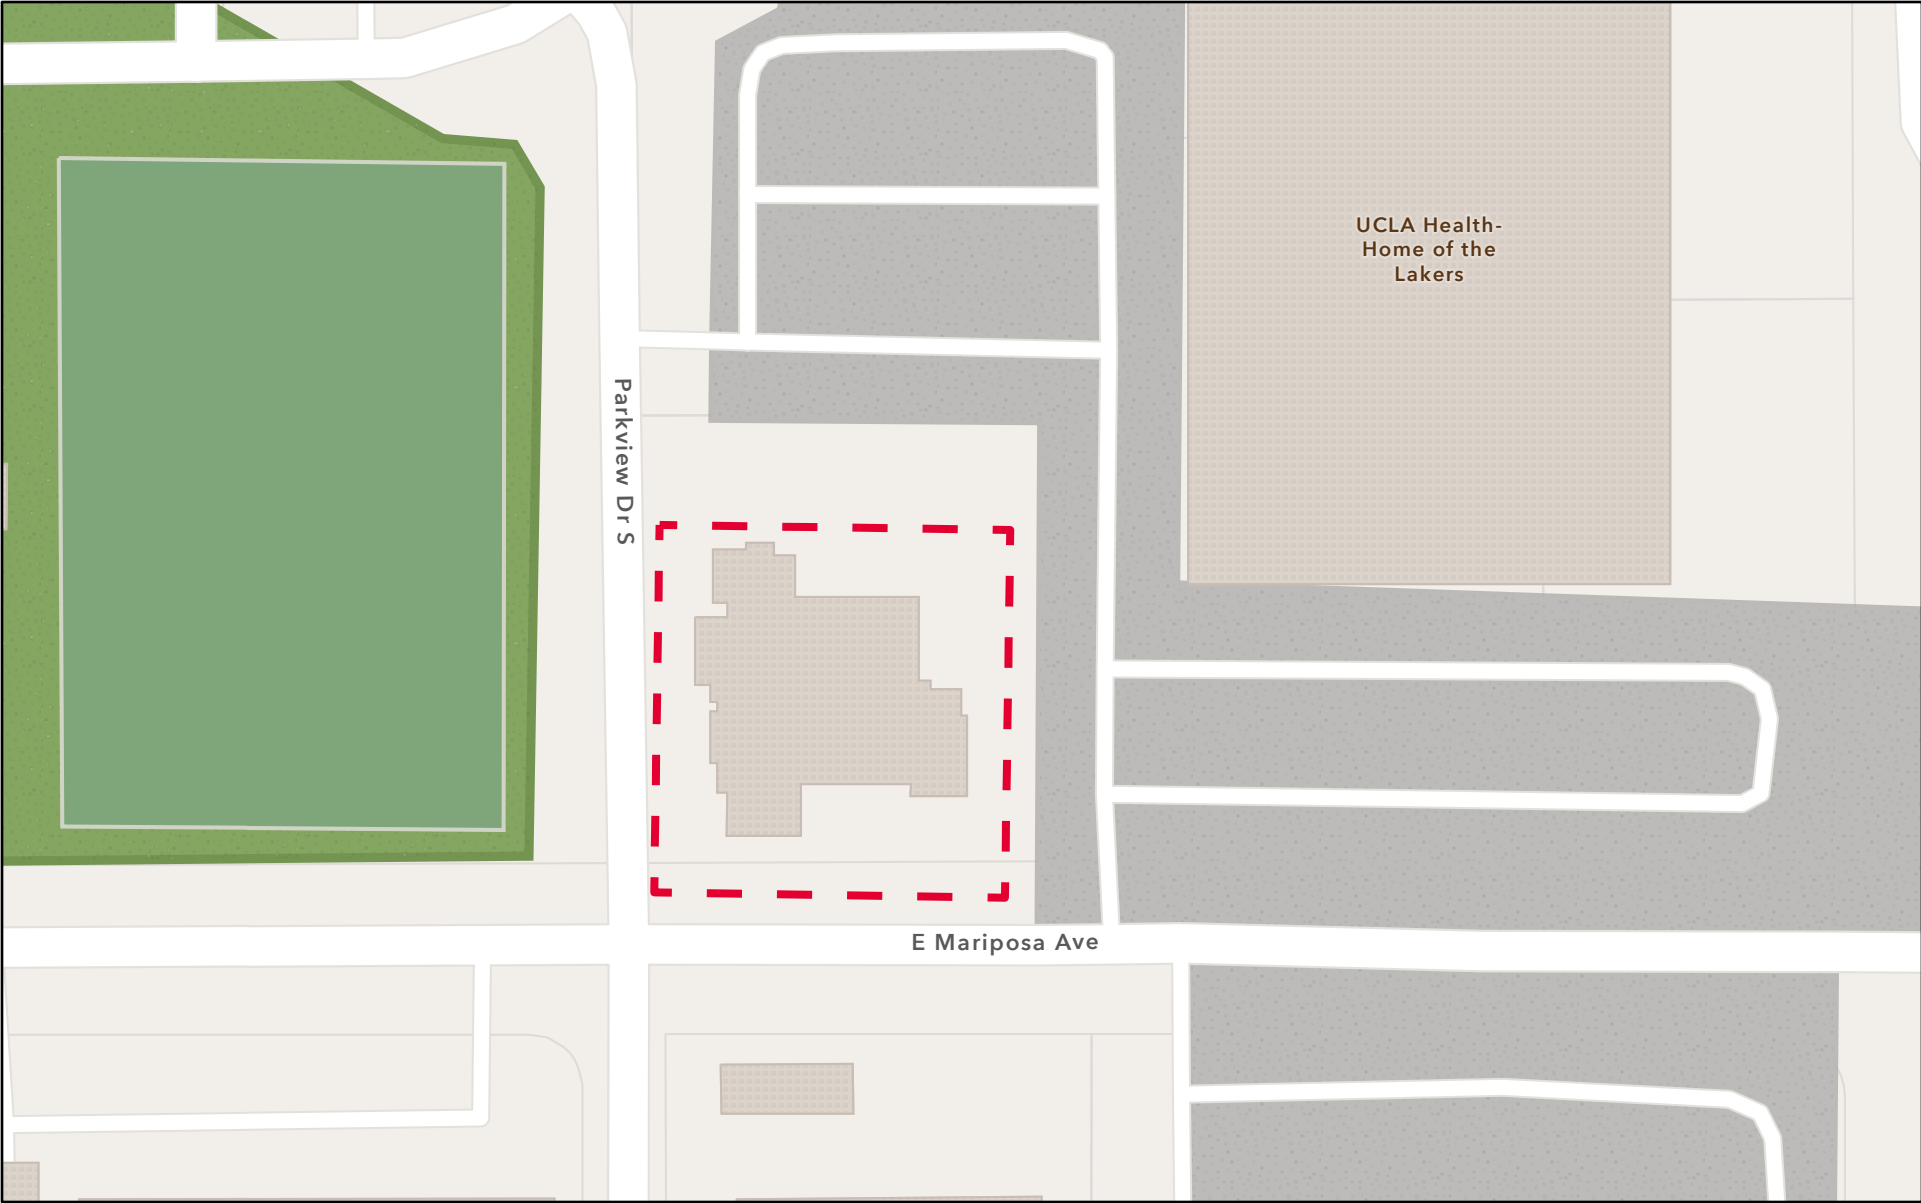 UCLA Health-
Home of the
Lakers
Parkview Dr S
E Mariposa Ave